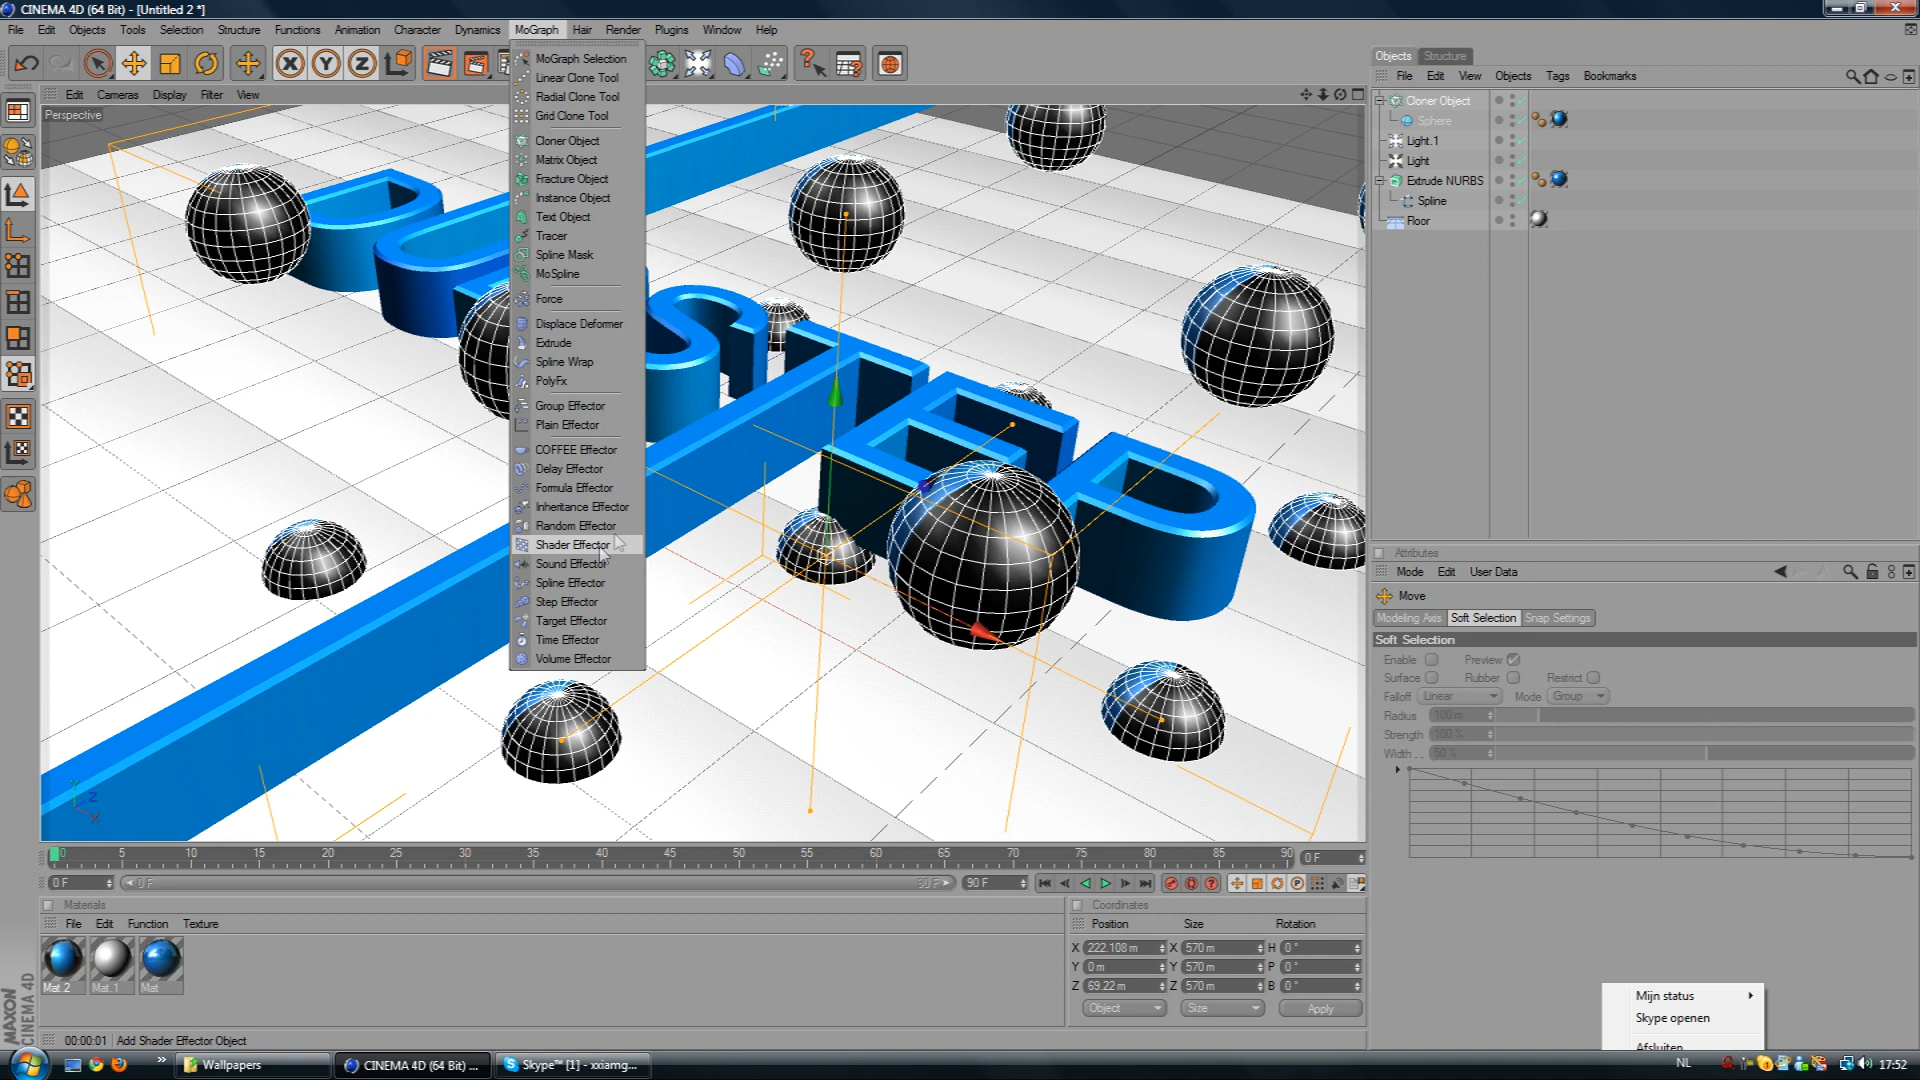 CINEMA 4D (64 Bit) - [Untitled 2 *]
File Edit Objects Tools Selection Structure Functions Animation Character Dynamics MoGraph Hair Render Plugins Window Help
Edit Cameras Display Filter View
Perspective
MoGraph Selection
Linear Clone Tool
Radial Clone Tool
Grid Clone Tool
Cloner Object
Matrix Object
Fracture Object
Instance Object
Text Object
Tracer
Spline Mask
MoSpline
Force
Displace Deformer
Extrude
Spline Wrap
PolyFx
Group Effector
Plain Effector
COFFEE Effector
Delay Effector
Formula Effector
Inheritance Effector
Random Effector
Shader Effector
Sound Effector
Spline Effector
Step Effector
Target Effector
Time Effector
Volume Effector
Objects Structure
File Edit View Objects Tags Bookmarks
Cloner Object
Sphere
Light.1
Light
Extrude NURBS
Spline
Floor
Attributes
Mode Edit User Data
Move
Modeling Axis Soft Selection Snap Settings
Soft Selection
Enable Preview
Surface Rubber Restrict
Falloff Linear Mode Group
Radius 100 m
Strength 100 %
Width . . 50 %
0 5 10 15 20 25 30 35 40 45 50 55 60 65 70 75 80 85 90 0 F
0 F 0 F 90 F 90 F
Materials
File Edit Function Texture
Mat.2 Mat.1 Mat
Coordinates
Position Size Rotation
X 222.108 m X 570 m H 0 °
Y 0 m Y 570 m P 0 °
Z 69.22 m Z 570 m B 0 °
Object Size Apply
MAXON
CINEMA 4D
00:00:01 Add Shader Effector Object
Mijn status
Skype openen
Afsluiten
Wallpapers CINEMA 4D (64 Bit) ... Skype™ [1] - xxiamg... NL 17:52